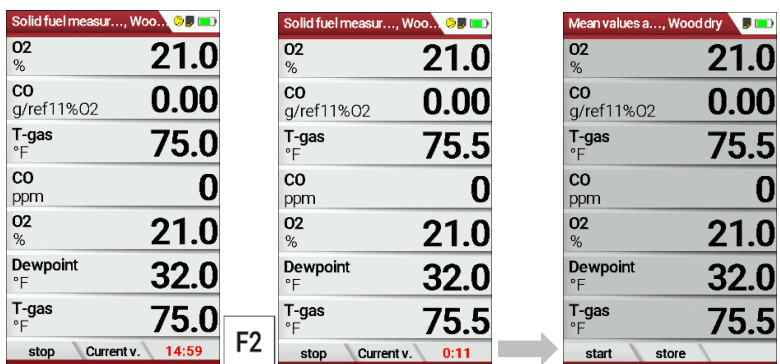 Solid fuel measur..., Woo..
O2
%
21.0
CO
g/ref11%O2
0.00
T-gas
°F
75.0
CO
ppm
0
O2
%
21.0
Dewpoint
°F
32.0
T-gas
°F
75.0
stop Current v. 14:59
F2
Solid fuel measur..., Woo..
O2
%
21.0
CO
g/ref11%O2
0.00
T-gas
°F
75.5
CO
ppm
0
O2
%
21.0
Dewpoint
°F
32.0
T-gas
°F
75.5
stop Current v. 0:11
Mean values a..., Wood dry
O2
%
21.0
CO
g/ref11%O2
0.00
T-gas
°F
75.5
CO
ppm
0
O2
%
21.0
Dewpoint
°F
32.0
T-gas
°F
75.5
start store